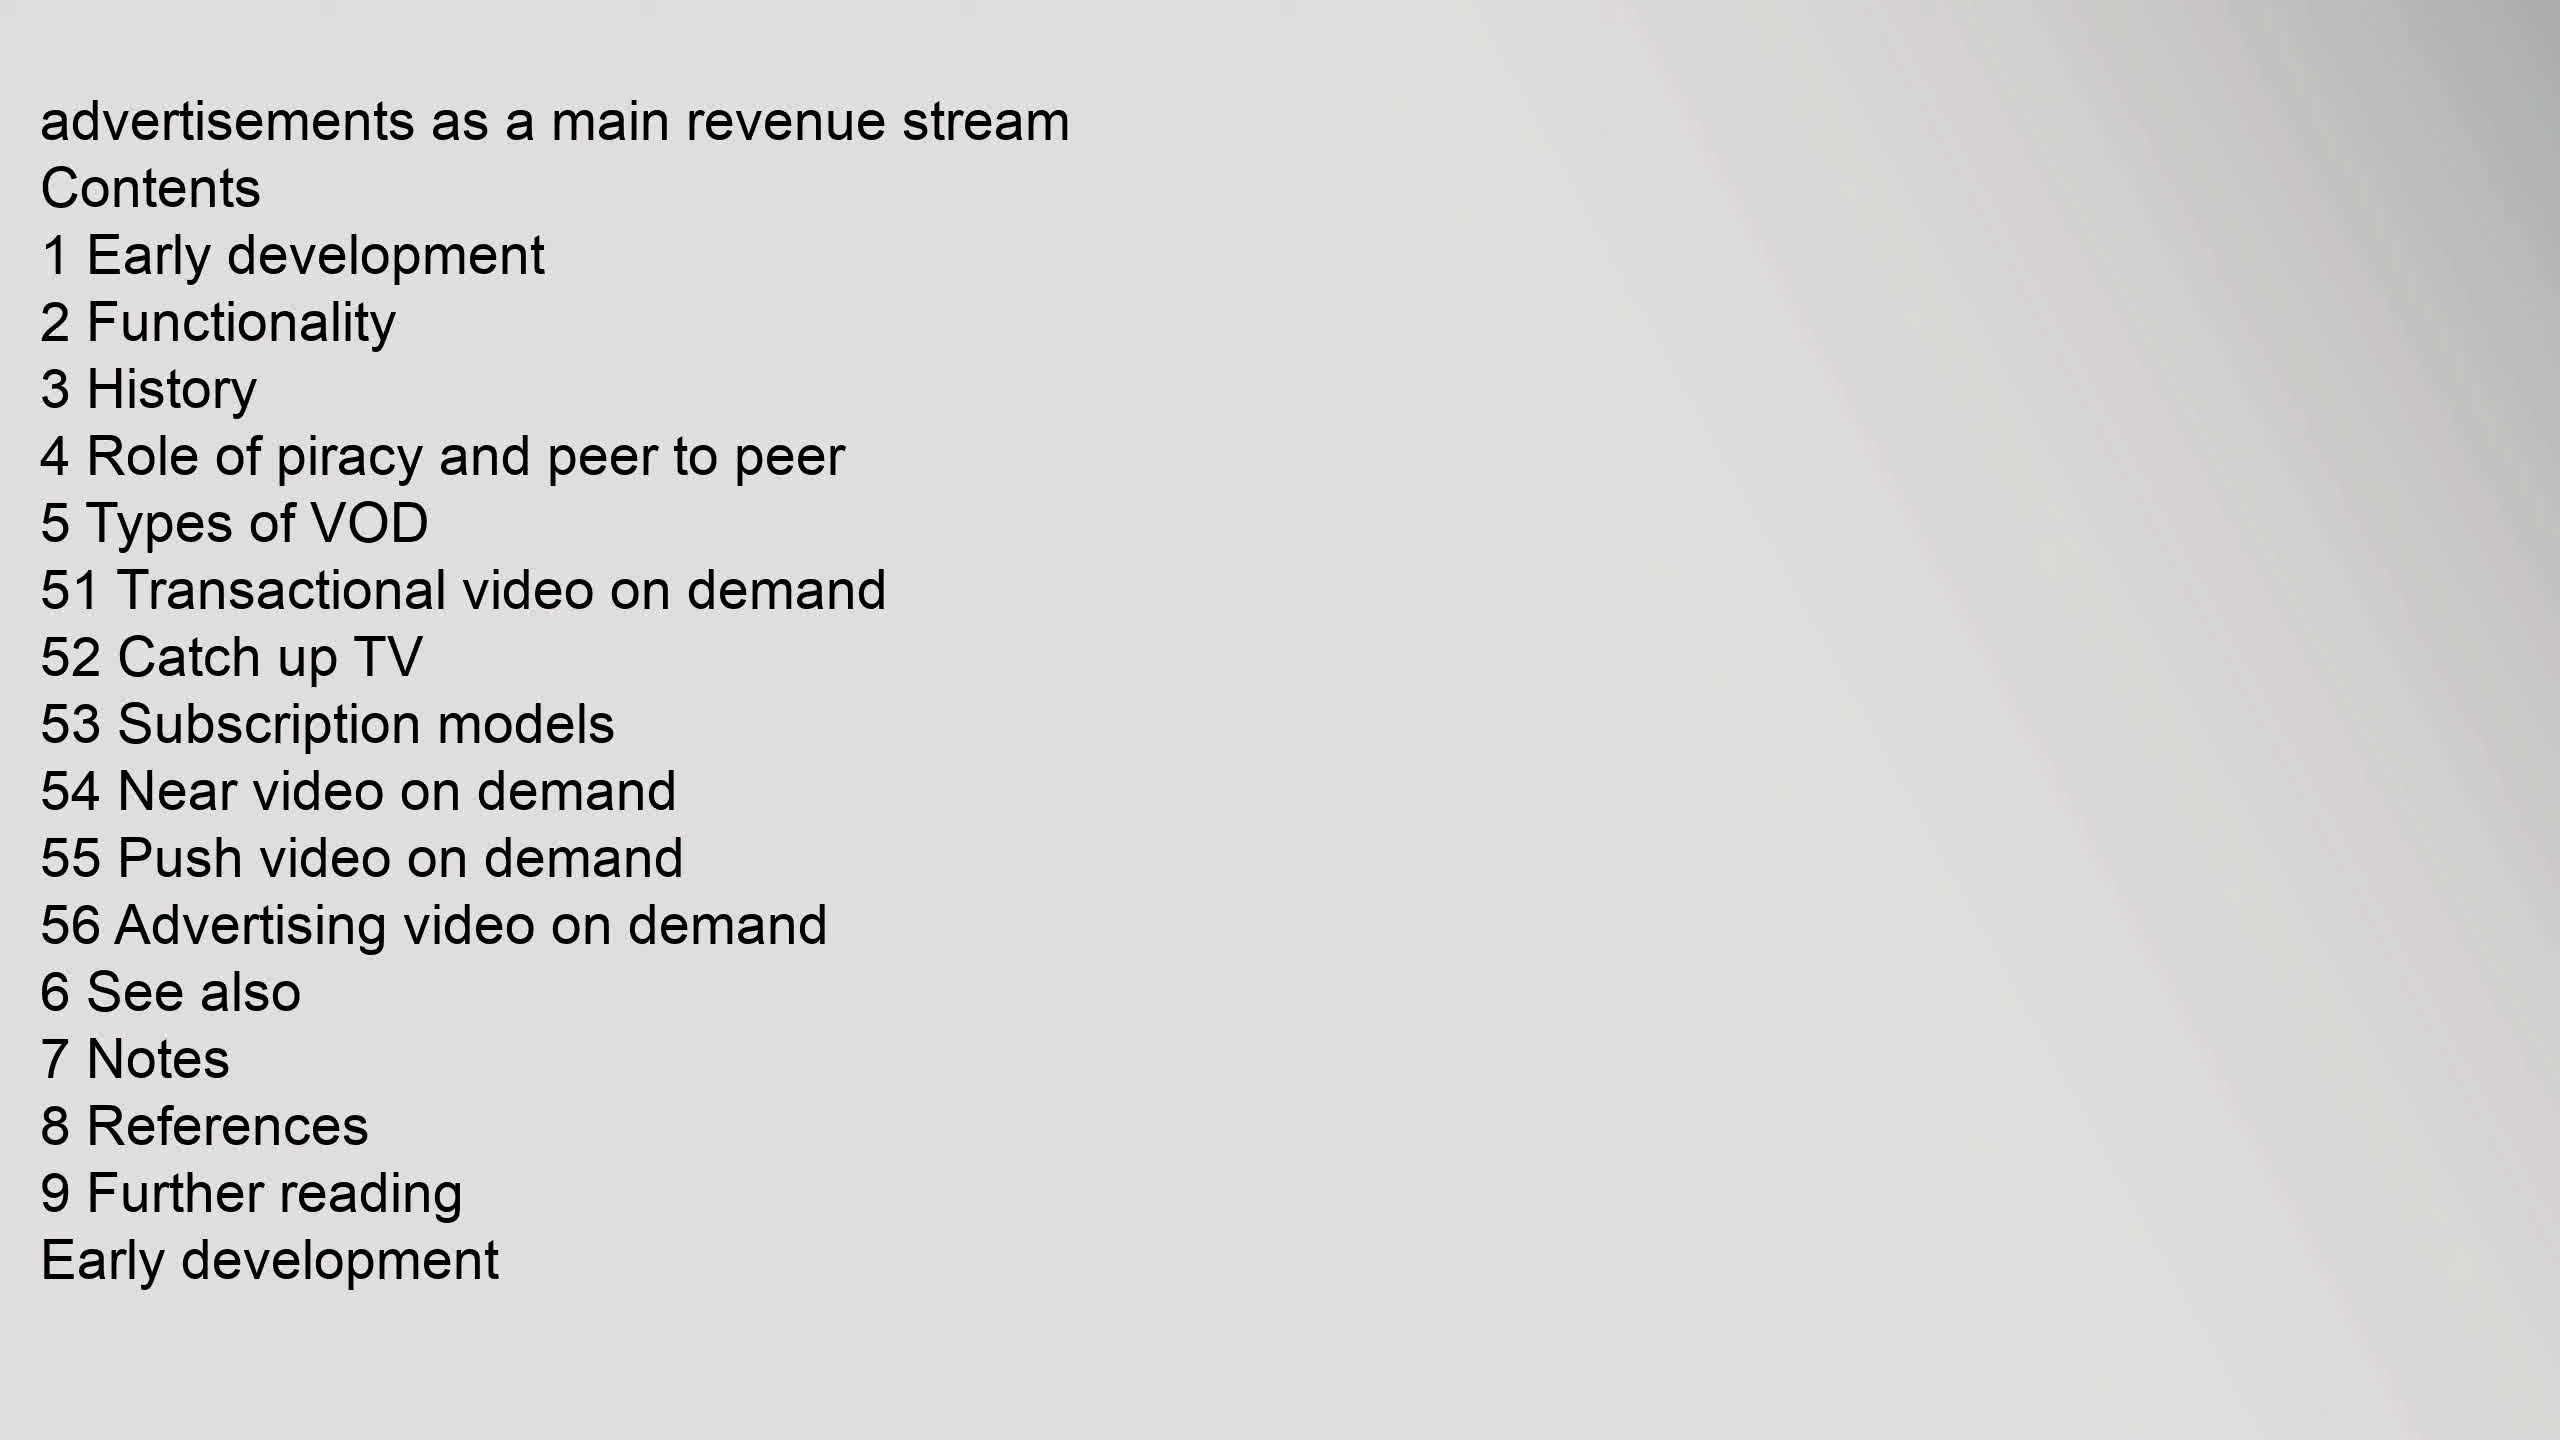 advertisements as a main revenue stream
Contents
1 Early development
2 Functionality
3 History
4 Role of piracy and peer to peer
5 Types of VOD
51 Transactional video on demand
52 Catch up TV
53 Subscription models
54 Near video on demand
55 Push video on demand
56 Advertising video on demand
6 See also
7 Notes
8 References
9 Further reading
Early development